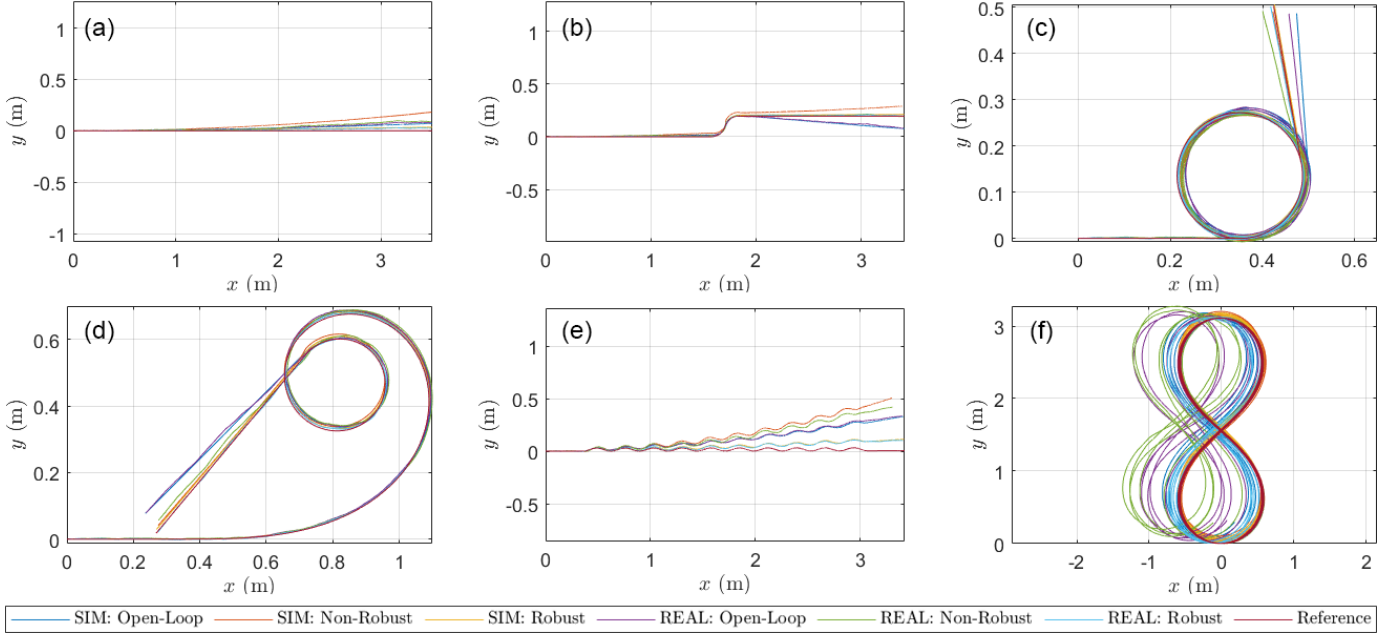 (a)
1
0.5
0
-0.5
-1
y (m)
0 1 2 3
x (m)
(b)
1
0.5
0
-0.5
y (m)
0 1 2 3
x (m)
(c)
0.5
0.4
0.3
0.2
0.1
0
y (m)
0 0.2 0.4 0.6
x (m)
(d)
0.6
0.4
0.2
0
y (m)
0 0.2 0.4 0.6 0.8 1
x (m)
(e)
1
0.5
0
-0.5
y (m)
0 1 2 3
x (m)
(f)
3
2
1
0
y (m)
-2 -1 0 1 2
x (m)
SIM: Open-Loop SIM: Non-Robust SIM: Robust REAL: Open-Loop REAL: Non-Robust REAL: Robust Reference